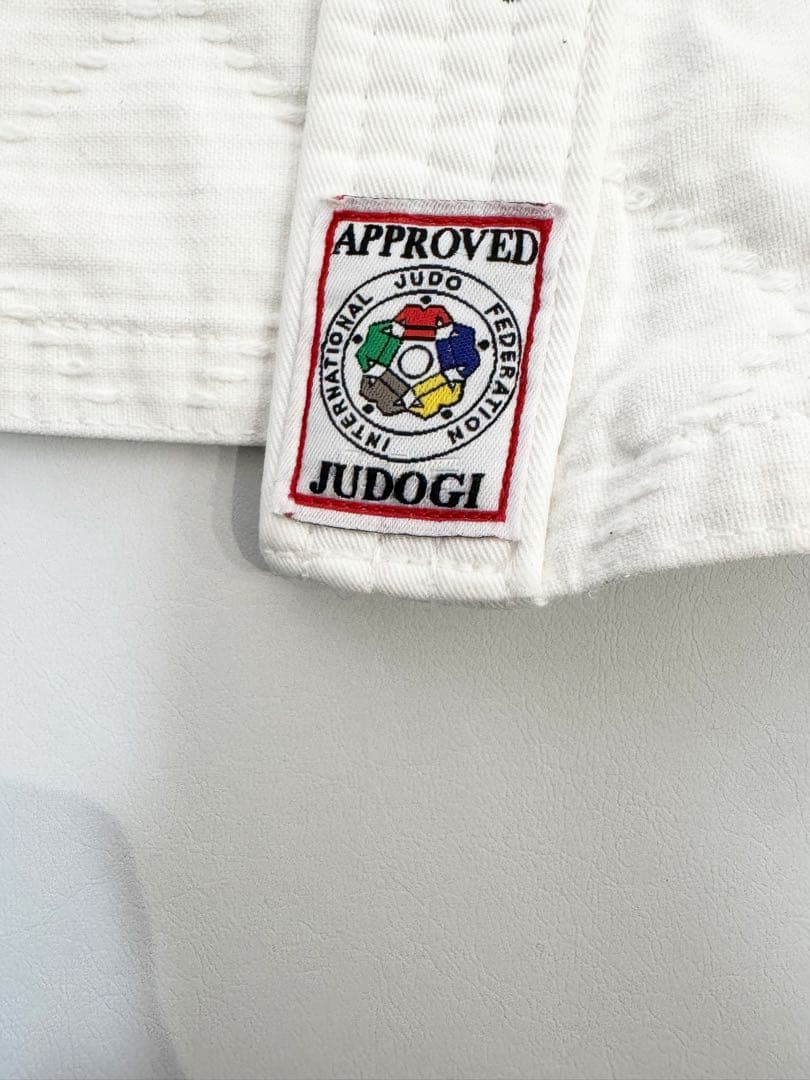 APPROVED
INTERNATIONAL JUDO FEDERATION
JUDOGI